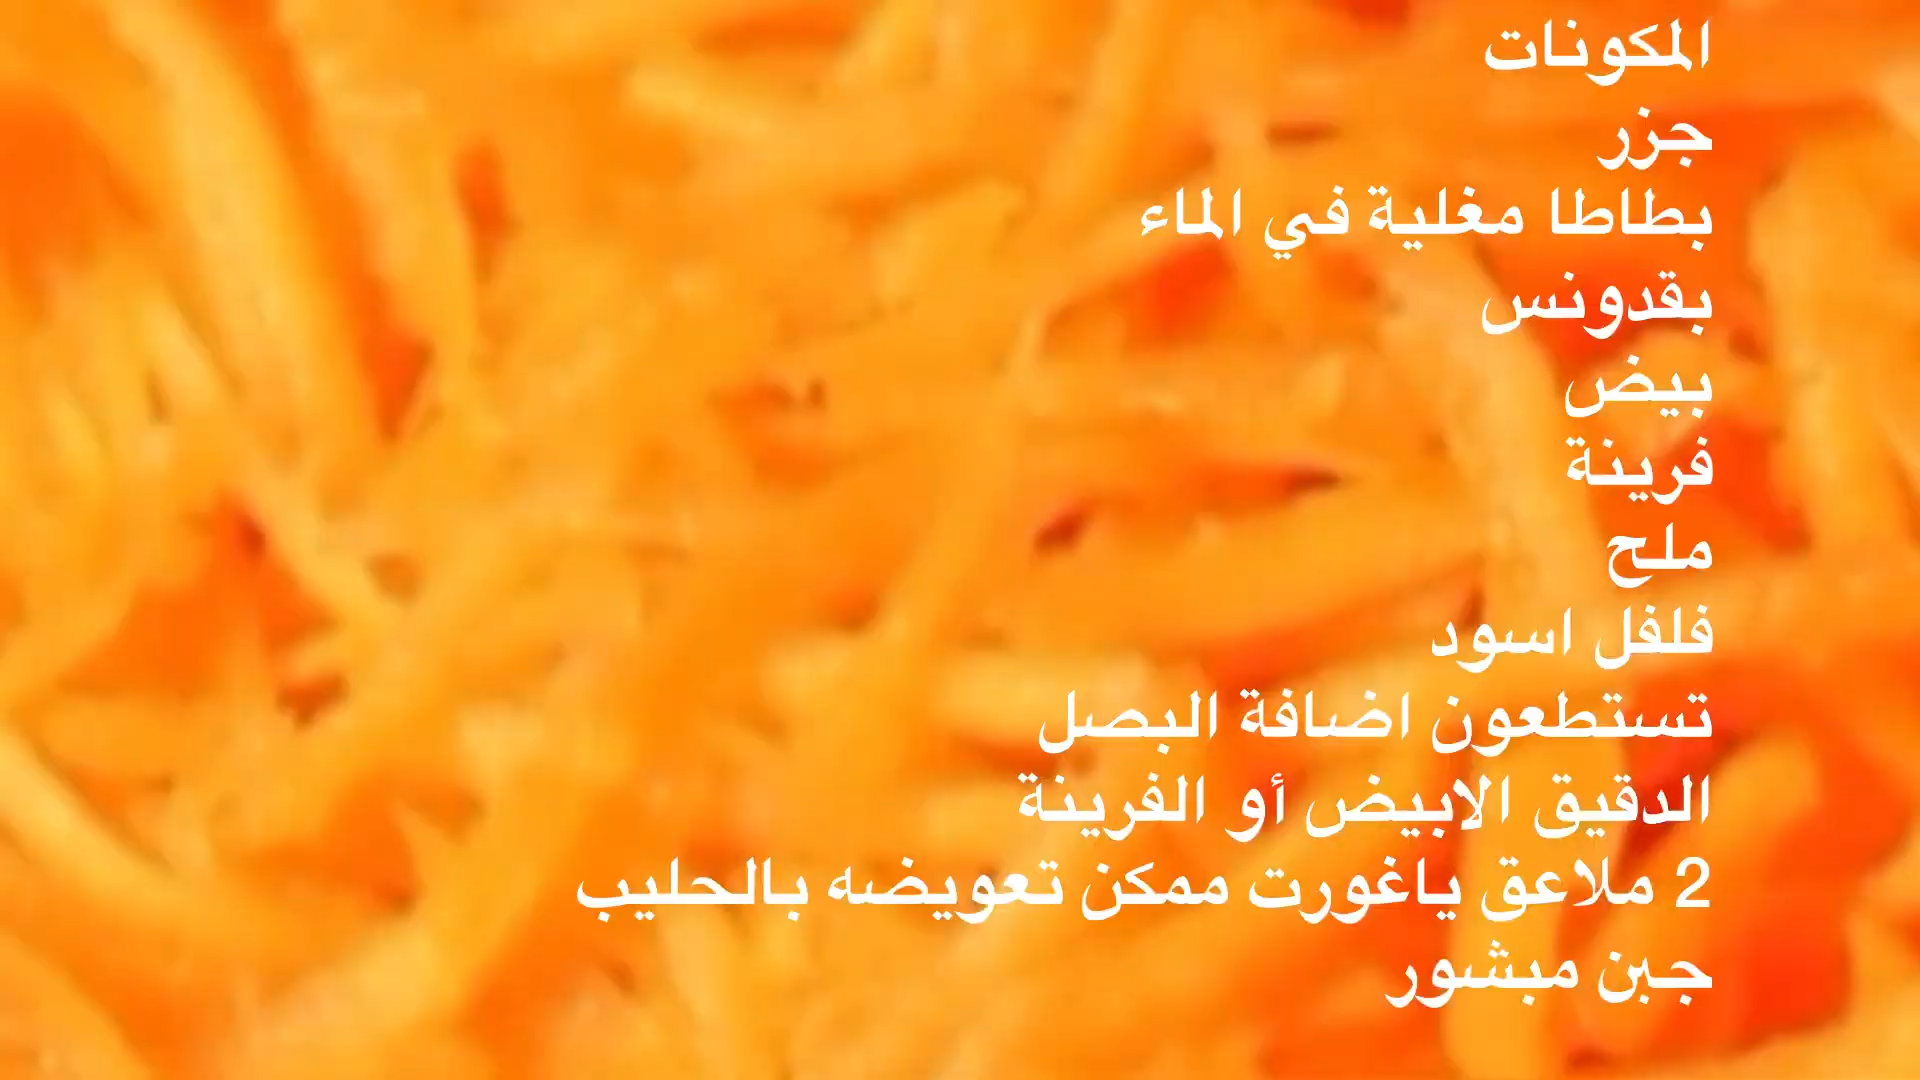 المكونات
جزر
بطاطا مغلية في الماء
بقدونس
بيض
فرينة
ملح
فلفل اسود
تستطعون اضافة البصل
الدقيق الابيض أو الفرينة
2 ملاعق ياغورت ممكن تعويضه بالحليب
جبن مبشور